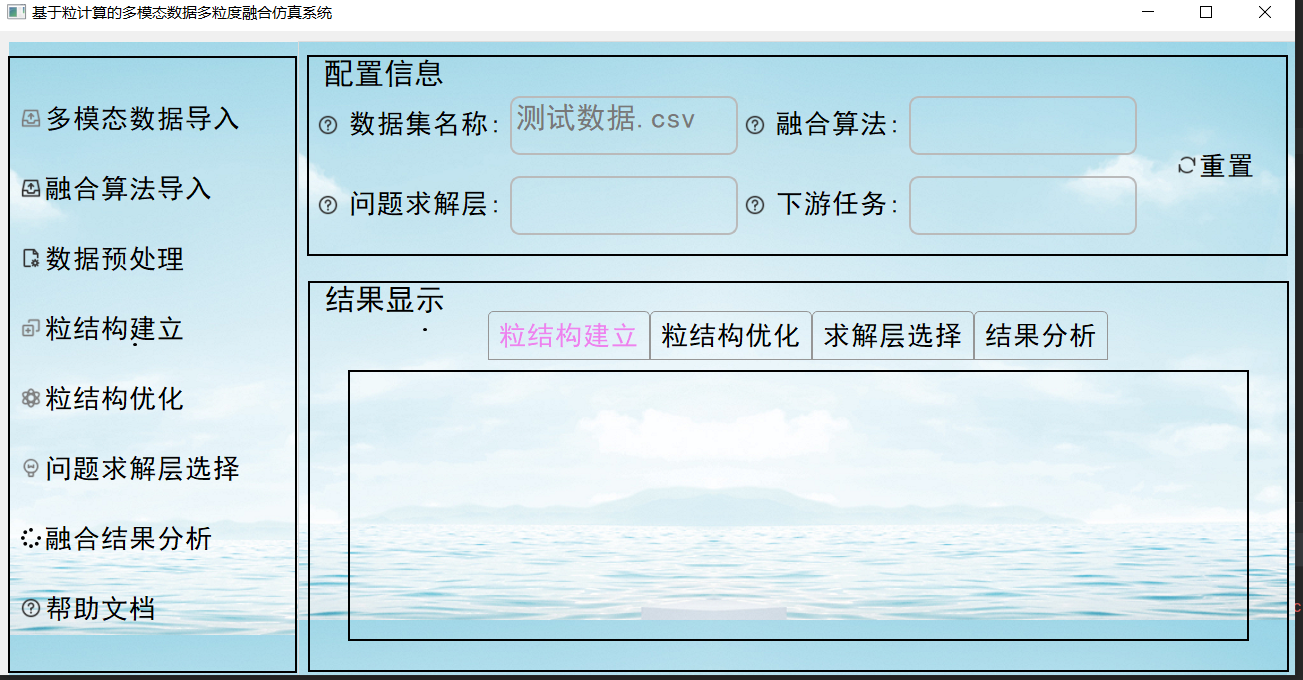 基于粒计算的多模态数据多粒度融合仿真系统
多模态数据导入
融合算法导入
数据预处理
粒结构建立
粒结构优化
问题求解层选择
融合结果分析
帮助文档
配置信息
数据集名称: 测试数据.csv 融合算法:
问题求解层: 下游任务:
重置
结果显示
粒结构建立 粒结构优化 求解层选择 结果分析